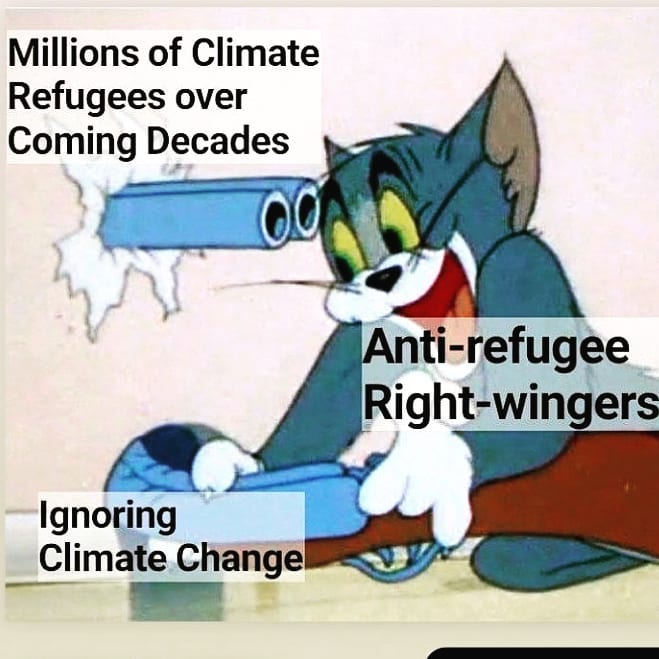 Millions of Climate
Refugees over
Coming Decades
Anti-refugee
Right-wingers
Ignoring
Climate Change